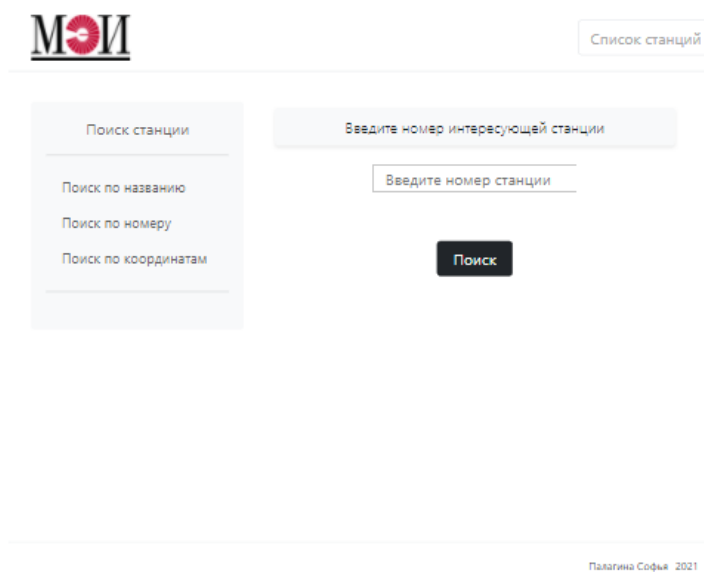 МЭИ
Список станций
Поиск станции
Поиск по названию
Поиск по номеру
Поиск по координатам
Введите номер интересующей станции
Введите номер станции
Поиск
Палагина Софья 2021